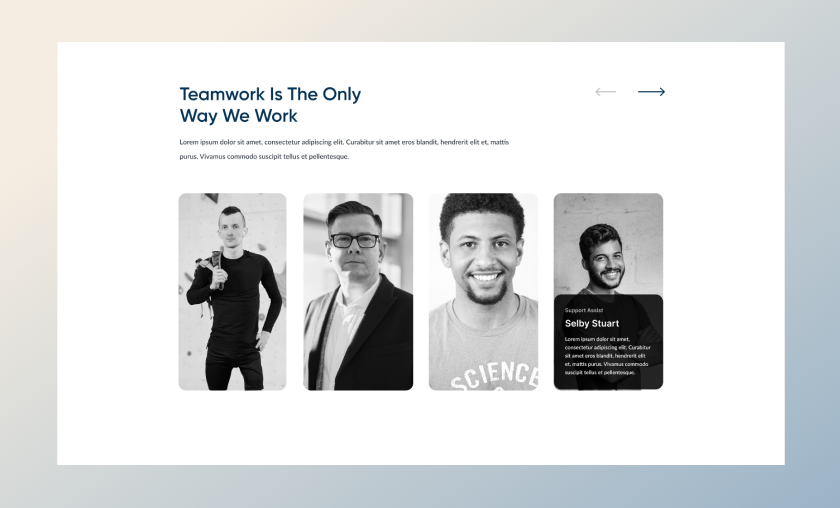 Teamwork Is The Only
Way We Work
Lorem ipsum dolor sit amet, consectetur adipiscing elit. Curabitur sit amet eros blandit, hendrerit elit et, mattis
purus. Vivamus commodo suscipit tellus et pellentesque.
SCIENCE
Support Assist
Selby Stuart
Lorem ipsum dolor sit amet,
consectetur adipiscing elit. Curabitur
sit amet eros blandit, hendrerit elit
et, mattis purus. Vivamus commodo
suscipit tellus et pellentesque.